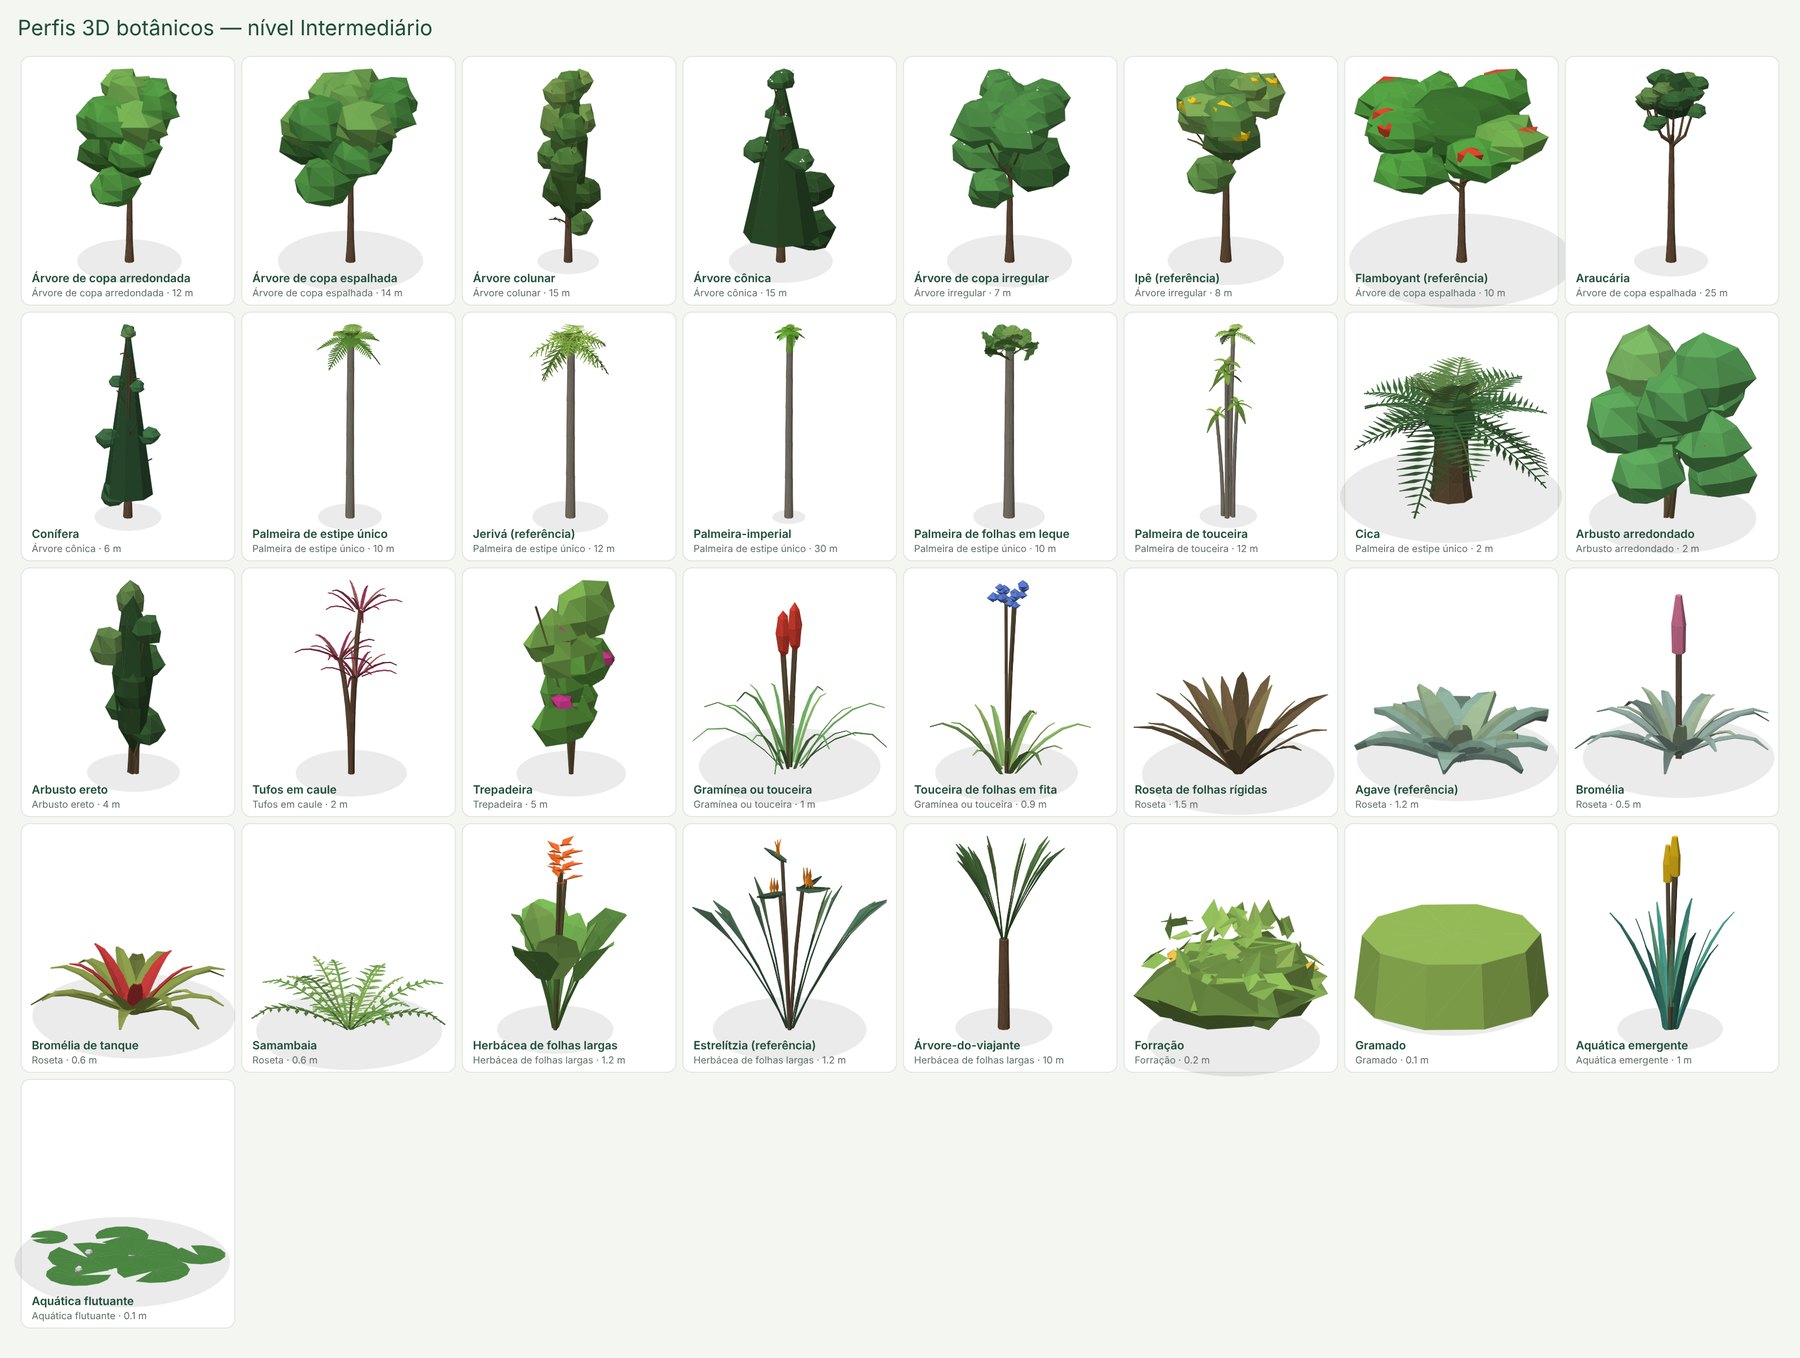 Perfis 3D botânicos — nível Intermediário
Árvore de copa arredondada
Árvore de copa arredondada · 12 m
Árvore de copa espalhada
Árvore de copa espalhada · 14 m
Árvore colunar
Árvore colunar · 15 m
Árvore cônica
Árvore cônica · 15 m
Árvore de copa irregular
Árvore irregular · 7 m
Ipê (referência)
Árvore irregular · 8 m
Flamboyant (referência)
Árvore de copa espalhada · 10 m
Araucária
Árvore de copa espalhada · 25 m
Conífera
Árvore cônica · 6 m
Palmeira de estipe único
Palmeira de estipe único · 10 m
Jerivá (referência)
Palmeira de estipe único · 12 m
Palmeira-imperial
Palmeira de estipe único · 30 m
Palmeira de folhas em leque
Palmeira de estipe único · 10 m
Palmeira de touceira
Palmeira de touceira · 12 m
Cica
Palmeira de estipe único · 2 m
Arbusto arredondado
Arbusto arredondado · 2 m
Arbusto ereto
Arbusto ereto · 4 m
Tufos em caule
Tufos em caule · 2 m
Trepadeira
Trepadeira · 5 m
Gramínea ou touceira
Gramínea ou touceira · 1 m
Touceira de folhas em fita
Gramínea ou touceira · 0.9 m
Roseta de folhas rígidas
Roseta · 1.5 m
Agave (referência)
Roseta · 1.2 m
Bromélia
Roseta · 0.5 m
Bromélia de tanque
Roseta · 0.6 m
Samambaia
Roseta · 0.6 m
Herbácea de folhas largas
Herbácea de folhas largas · 1.2 m
Estrelítzia (referência)
Herbácea de folhas largas · 1.2 m
Árvore-do-viajante
Herbácea de folhas largas · 10 m
Forração
Forração · 0.2 m
Gramado
Gramado · 0.1 m
Aquática emergente
Aquática emergente · 1 m
Aquática flutuante
Aquática flutuante · 0.1 m